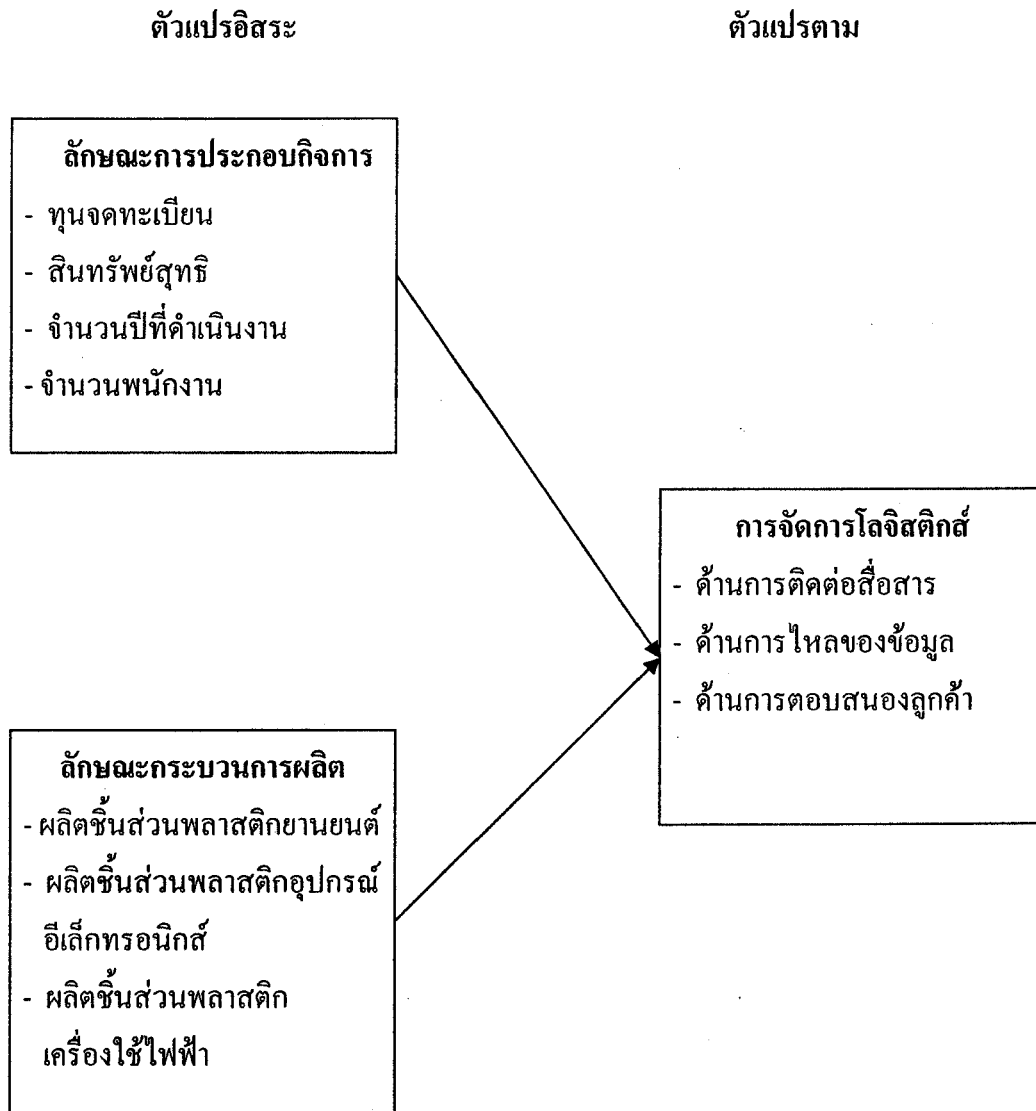 ตัวแปรอิสระ
ตัวแปรตาม
ลักษณะการประกอบกิจการ
- ทุนจดทะเบียน
- สินทรัพย์สุทธิ
- จำนวนปีที่ดำเนินงาน
- จำนวนพนักงาน
ลักษณะกระบวนการผลิต
- ผลิตชิ้นส่วนพลาสติกยานยนต์
- ผลิตชิ้นส่วนพลาสติกอุปกรณ์
อีเล็กทรอนิกส์
- ผลิตชิ้นส่วนพลาสติก
เครื่องใช้ไฟฟ้า
การจัดการโลจิสติกส์
- ด้านการติดต่อสื่อสาร
- ด้านการไหลของข้อมูล
- ด้านการตอบสนองลูกค้า